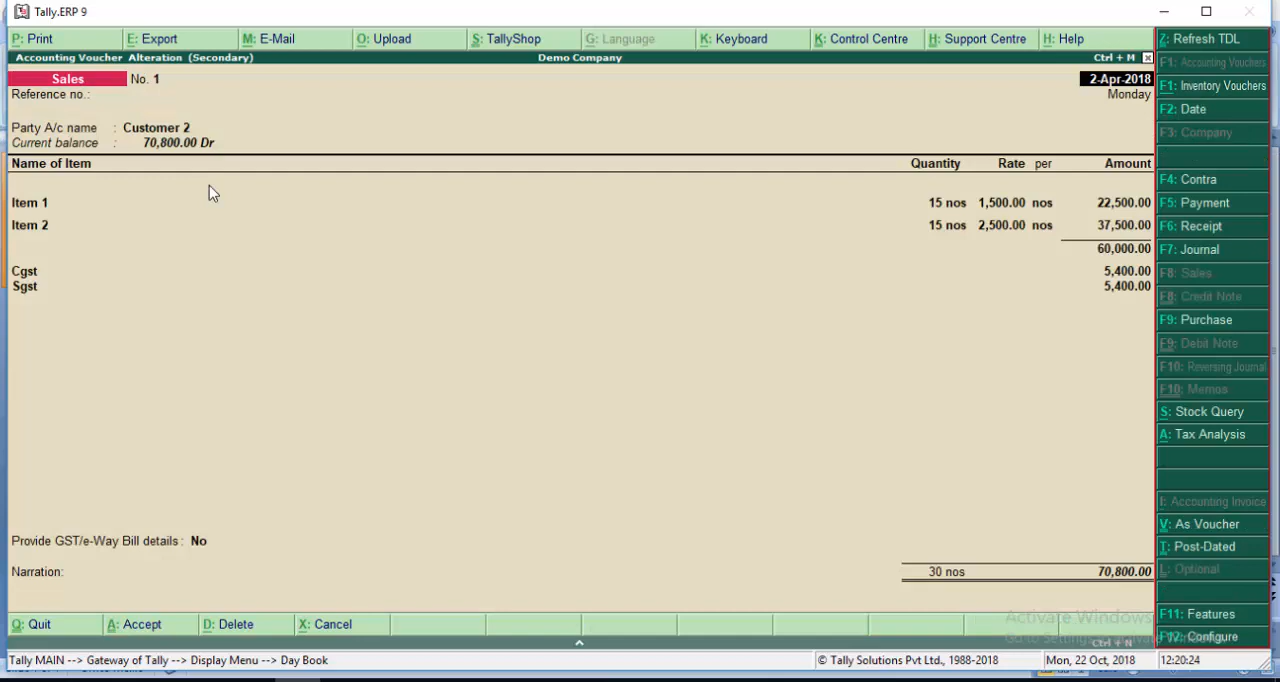 Tally.ERP 9
P: Print E: Export M: E-Mail O: Upload S: TallyShop G: Language K: Keyboard K: Control Centre H: Support Centre H: Help
Accounting Voucher Alteration (Secondary) Demo Company Ctrl + M
Sales No. 1 2-Apr-2018
Reference no.: Monday
Party A/c name : Customer 2
Current balance : 70,800.00 Dr
Name of Item Quantity Rate per Amount
Item 1 15 nos 1,500.00 nos 22,500.00
Item 2 15 nos 2,500.00 nos 37,500.00
60,000.00
Cgst 5,400.00
Sgst 5,400.00
Provide GST/e-Way Bill details : No
Narration: 30 nos 70,800.00
Z: Refresh TDL
F1: Accounting Vouchers
F1: Inventory Vouchers
F2: Date
F3: Company
F4: Contra
F5: Payment
F6: Receipt
F7: Journal
F8: Sales
F8: Credit Note
F9: Purchase
F9: Debit Note
F10: Reversing Journal
F10: Memos
S: Stock Query
A: Tax Analysis
I: Accounting Invoice
V: As Voucher
T: Post-Dated
L: Optional
F11: Features
F12: Configure
Activate Windows
Go to Settings to activate Windows.
Q: Quit A: Accept D: Delete X: Cancel
Ctrl + N
Tally MAIN --> Gateway of Tally --> Display Menu --> Day Book © Tally Solutions Pvt Ltd., 1988-2018 Mon, 22 Oct, 2018 12:20:24